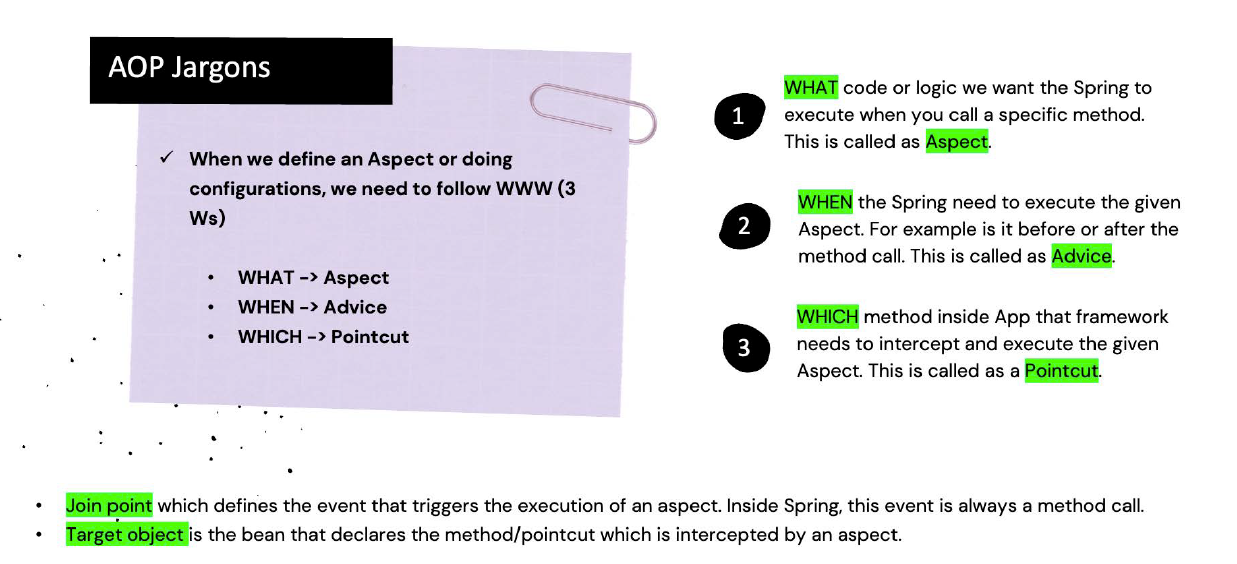 AOP Jargons
✓ When we define an Aspect or doing
configurations, we need to follow WWW (3
Ws)
• WHAT -> Aspect
• WHEN -> Advice
• WHICH -> Pointcut
1
WHAT code or logic we want the Spring to
execute when you call a specific method.
This is called as Aspect.
2
WHEN the Spring need to execute the given
Aspect. For example is it before or after the
method call. This is called as Advice.
3
WHICH method inside App that framework
needs to intercept and execute the given
Aspect. This is called as a Pointcut.
• Join point which defines the event that triggers the execution of an aspect. Inside Spring, this event is always a method call.
• Target object is the bean that declares the method/pointcut which is intercepted by an aspect.